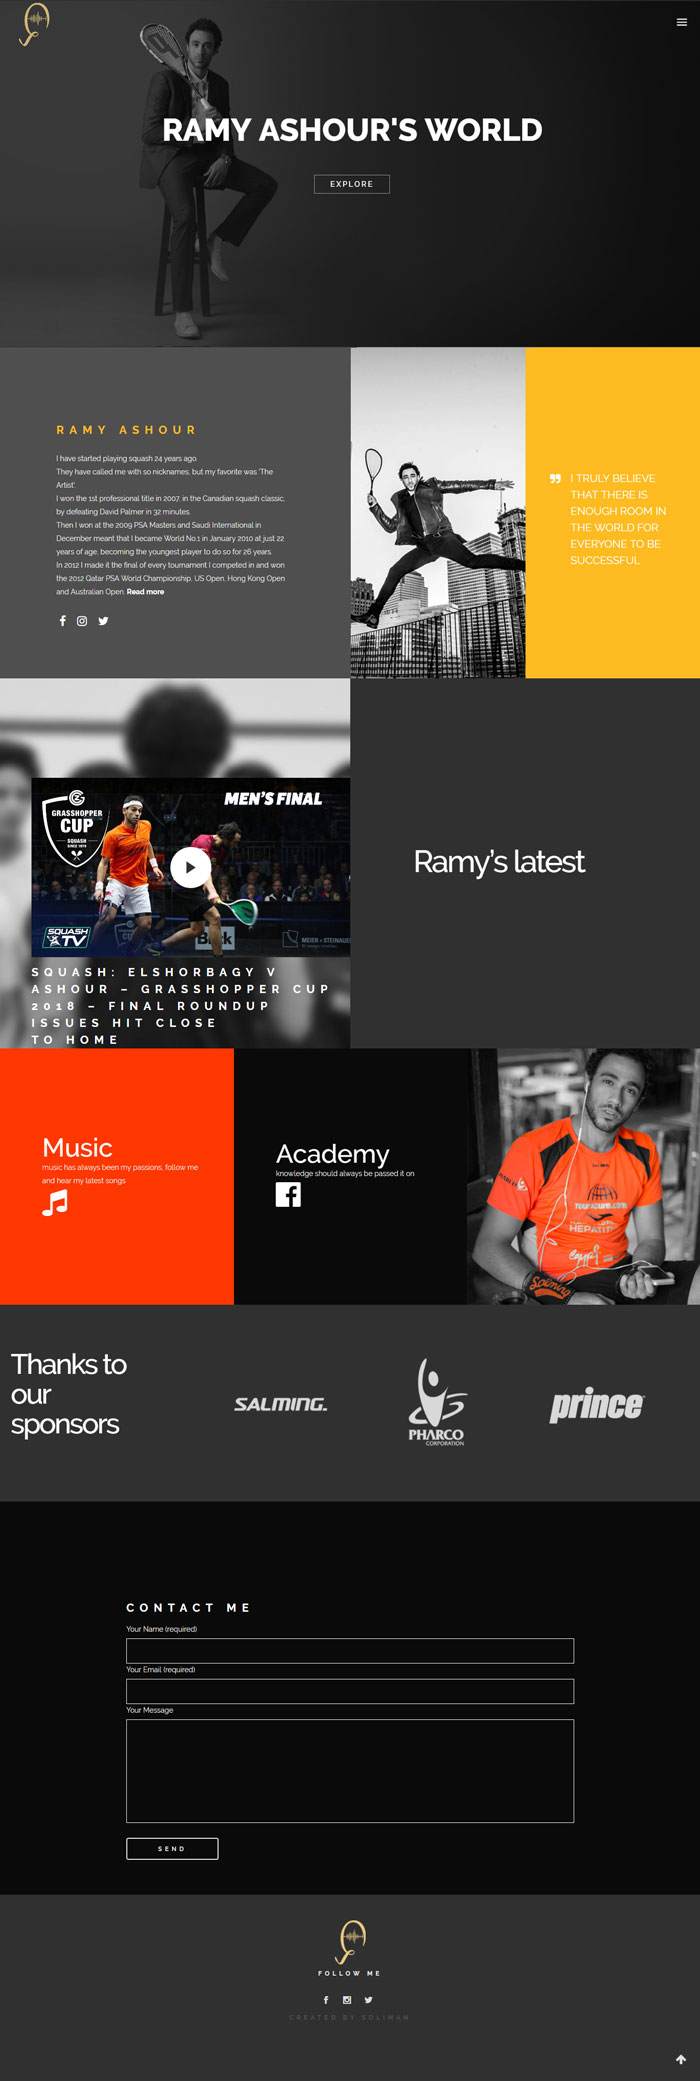 RAMY ASHOUR'S WORLD
EXPLORE
RAMY ASHOUR
I have started playing squash 24 years ago.
They have called me with so nicknames, but my favorite was 'The
Artist'.
I won the 1st professional title in 2007, in the Canadian squash classic,
by defeating David Palmer in 32 minutes.
Then I won at the 2009 PSA Masters and Saudi International in
December meant that I became World No.1 in January 2010 at just 22
years of age, becoming the youngest player to do so for 26 years.
In 2012 I made it the final of every tournament I competed in and won
the 2012 Qatar PSA World Championship, US Open, Hong Kong Open
and Australian Open. Read more
I TRULY BELIEVE
THAT THERE IS
ENOUGH ROOM IN
THE WORLD FOR
EVERYONE TO BE
SUCCESSFUL
GRASSHOPPER
CUP
SQUASH
MEN'S FINAL
SQUASH
TV
MEIER + STEINAUER
SQUASH: ELSHORBAGY V
ASHOUR – GRASSHOPPER CUP
2018 – FINAL ROUNDUP
ISSUES HIT CLOSE
TO HOME
Ramy's latest
Music
music has always been my passions, follow me
and hear my latest songs
Academy
knowledge should always be passed it on
HEPATIT
Salming
Thanks to
our
sponsors
SALMING.
PHARCO
CORPORATION
prince
CONTACT ME
Your Name (required)
Your Email (required)
Your Message
SEND
FOLLOW ME
CREATED BY SOLIMAN